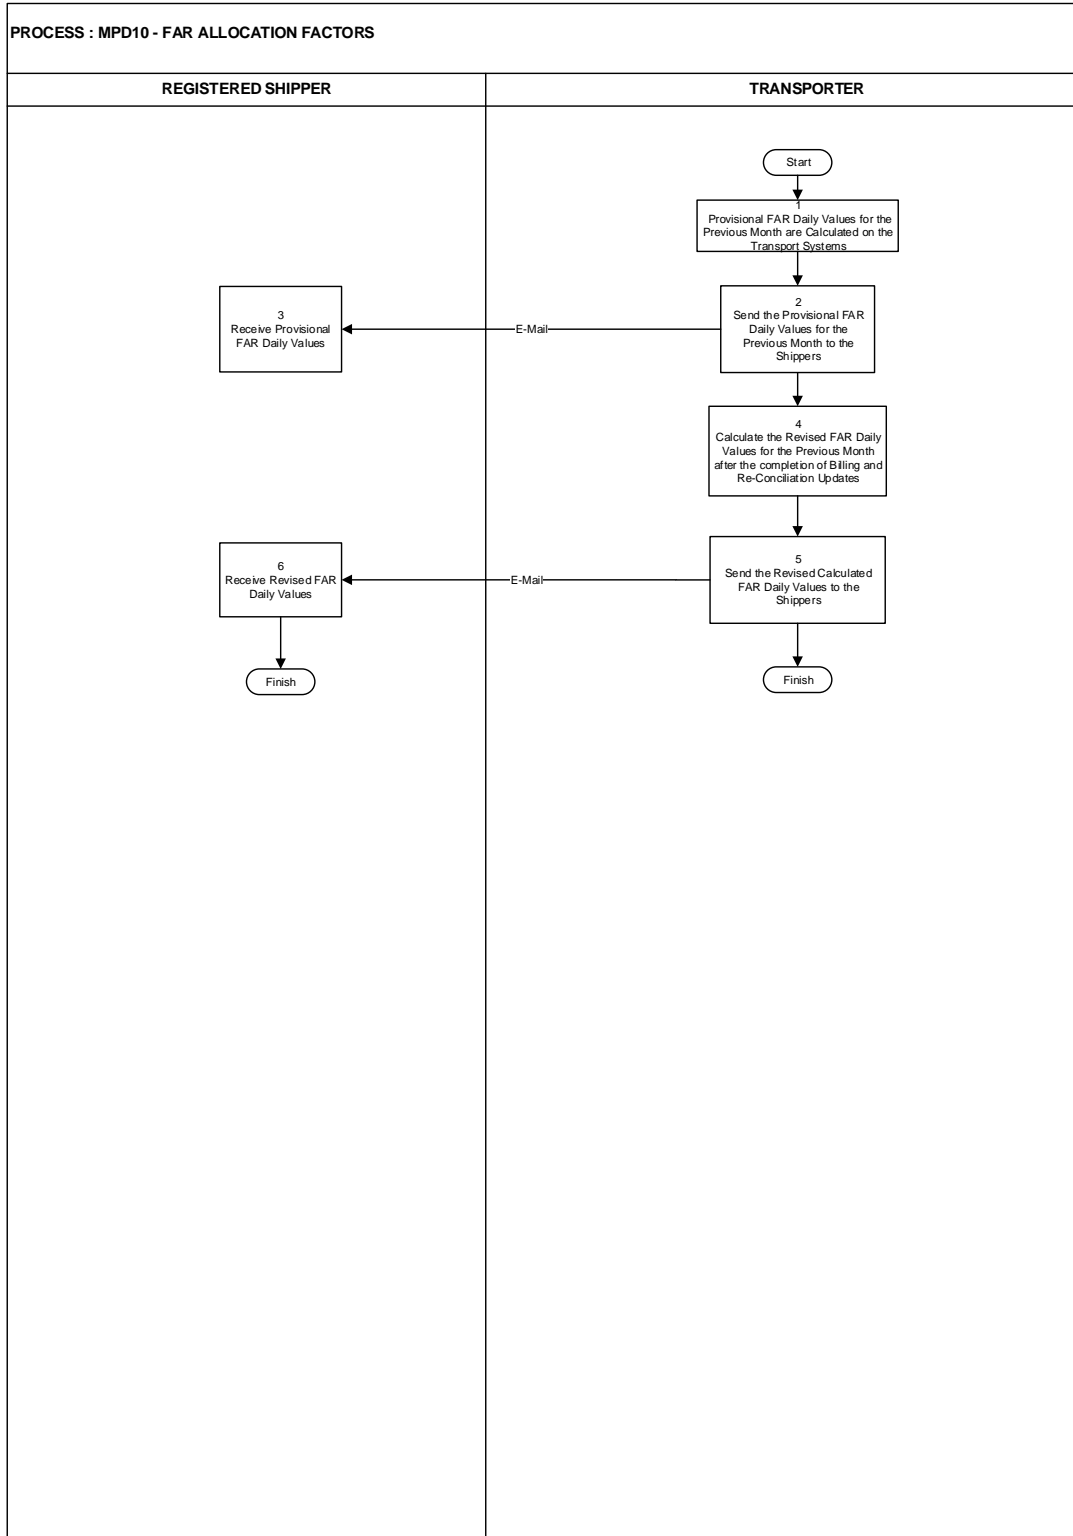 PROCESS : MPD10 - FAR ALLOCATION FACTORS
REGISTERED SHIPPER
TRANSPORTER
Start
1
Provisional FAR Daily Values for the
Previous Month are Calculated on the
Transport Systems
2
Send the Provisional FAR
Daily Values for the
Previous Month to the
Shippers
E-Mail
3
Receive Provisional
FAR Daily Values
4
Calculate the Revised FAR Daily
Values for the Previous Month
after the completion of Billing and
Re-Conciliation Updates
5
Send the Revised Calculated
FAR Daily Values to the
Shippers
E-Mail
6
Receive Revised FAR
Daily Values
Finish
Finish